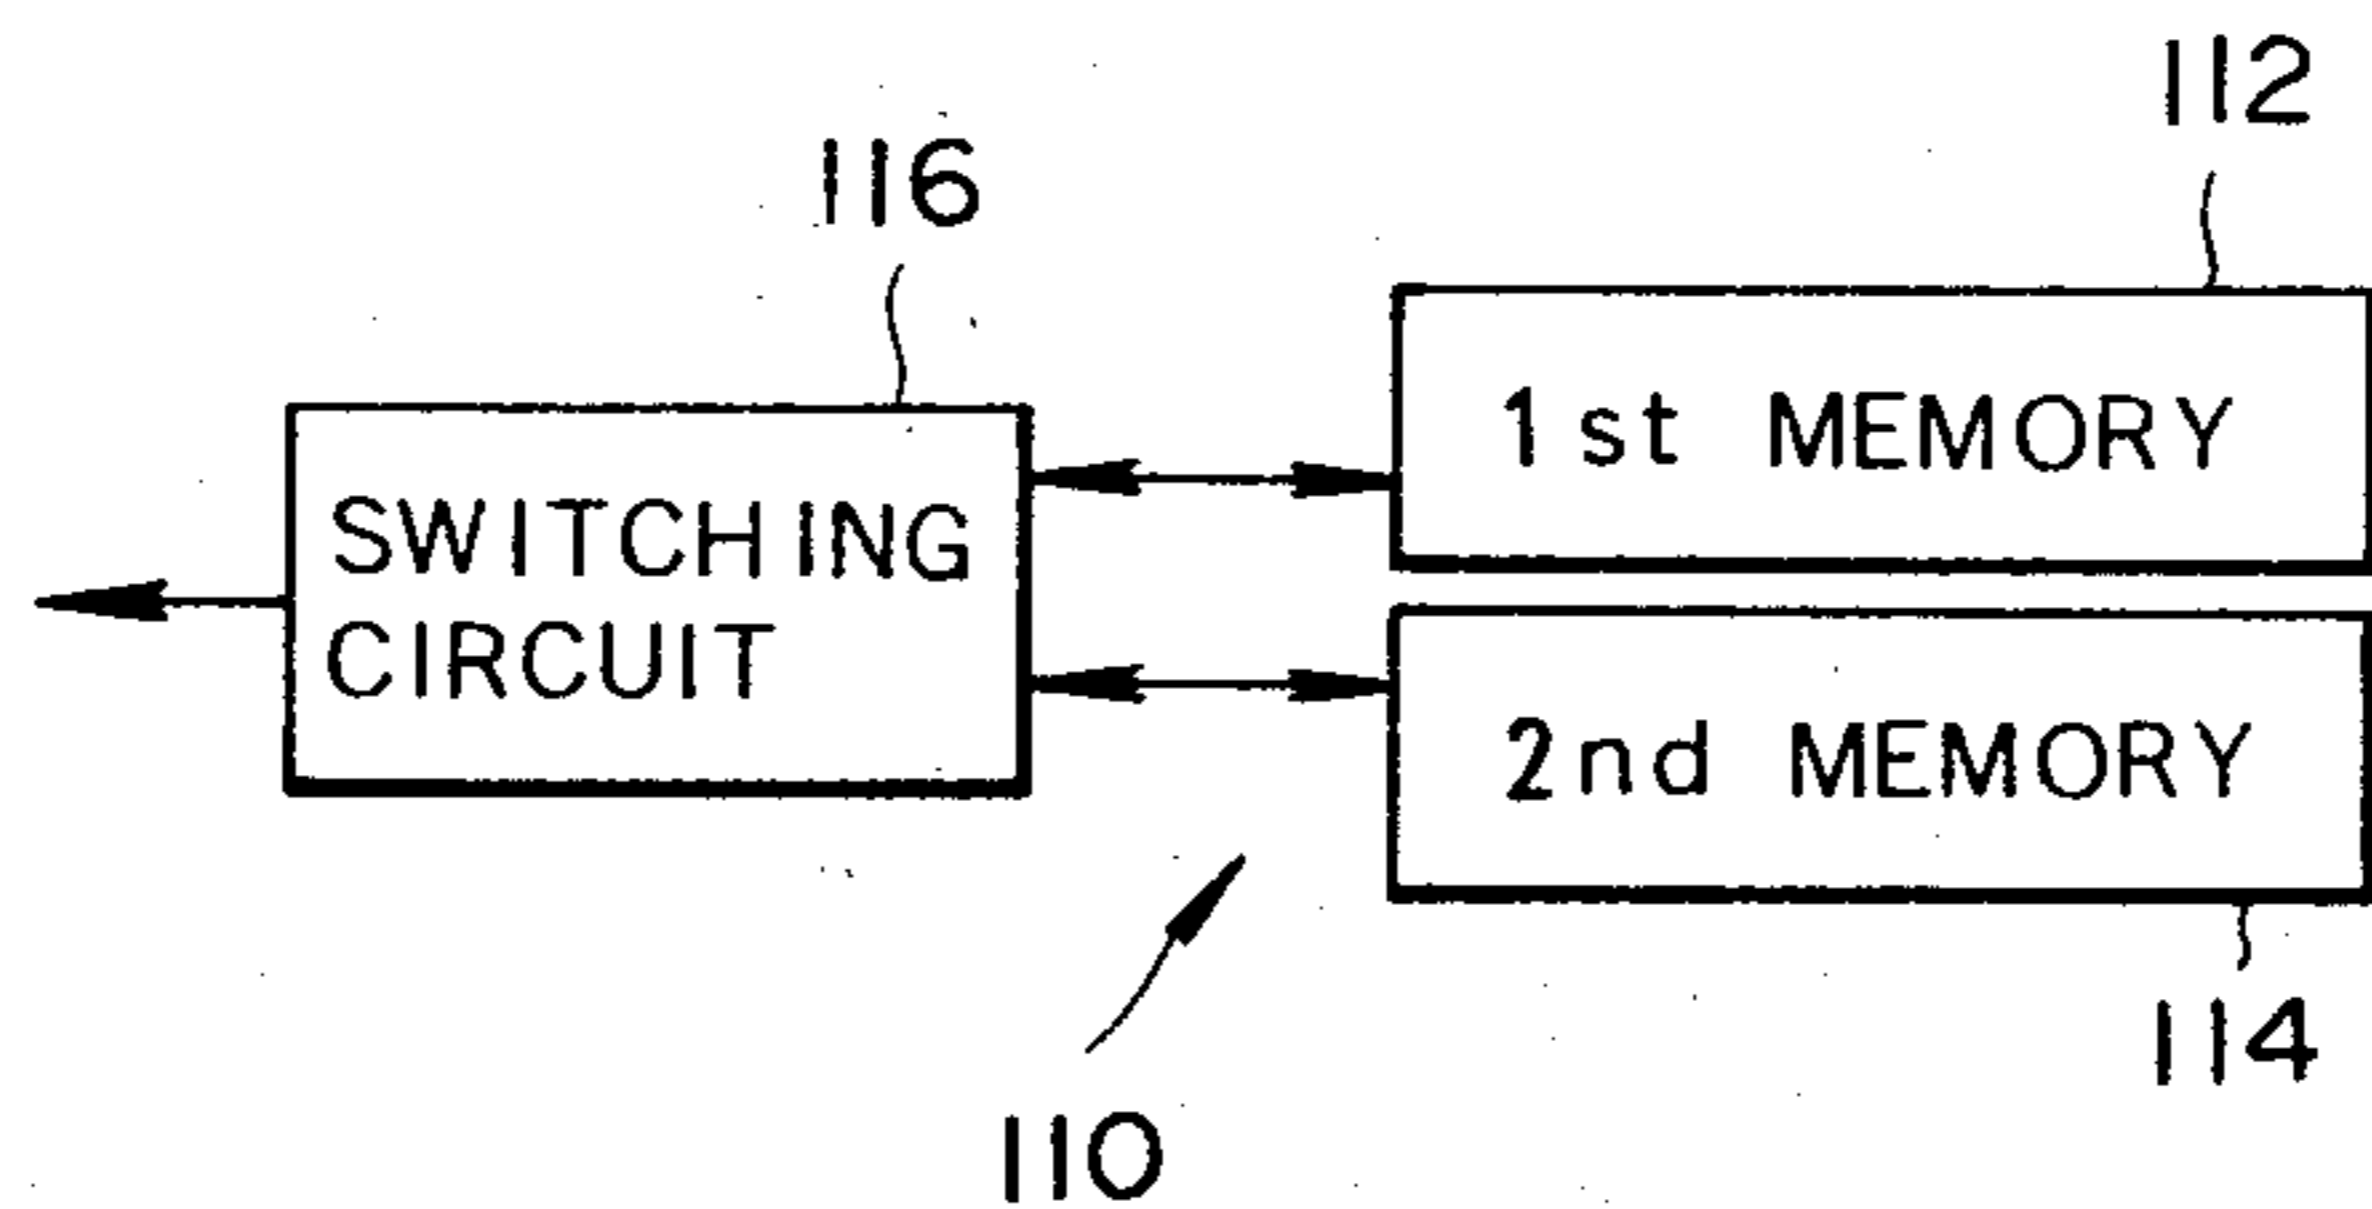 112
116
1st MEMORY
SWITCHING
CIRCUIT
2nd MEMORY
114
110